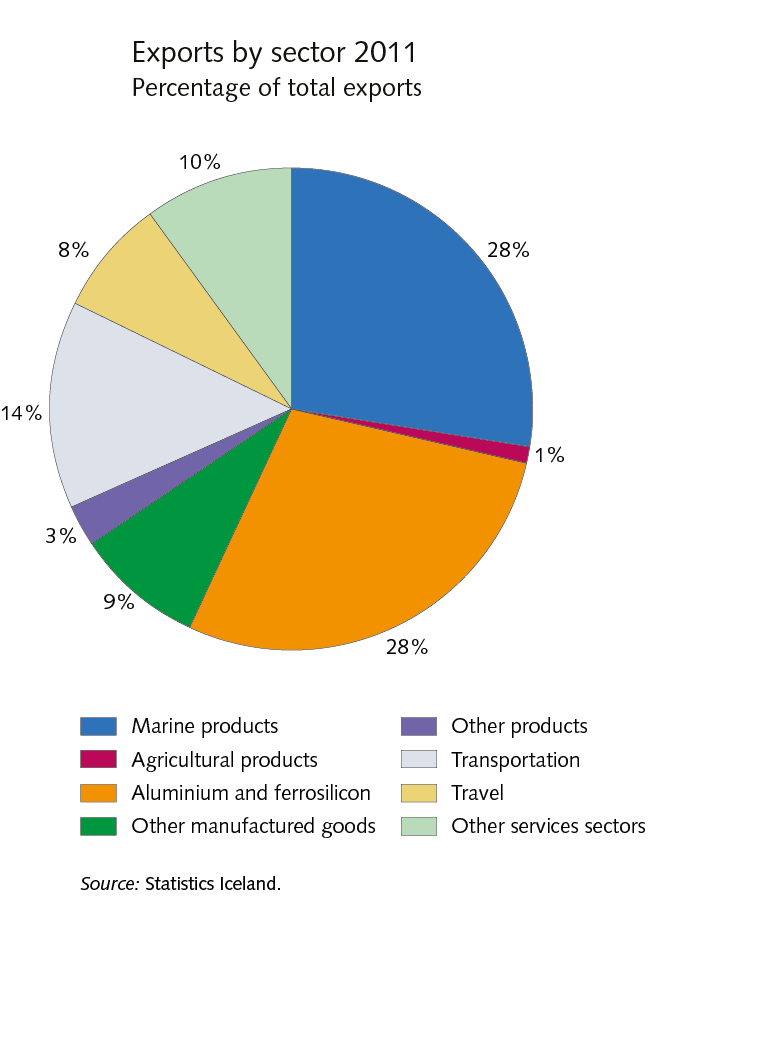 Exports by sector 2011
Percentage of total exports
10%
28%
8%
14%
1%
3%
9%
28%
Marine products
Agricultural products
Aluminium and ferrosilicon
Other manufactured goods
Other products
Transportation
Travel
Other services sectors
Source: Statistics Iceland.